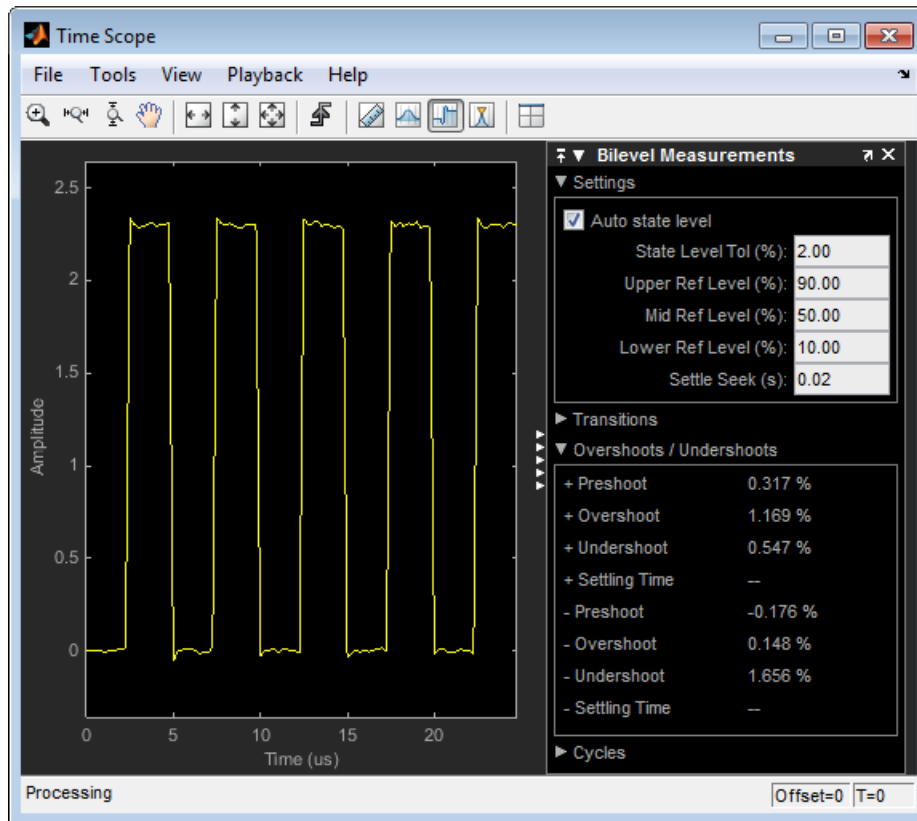 Time Scope
File Tools View Playback Help
2.5
2
1.5
1
0.5
0
Amplitude
0 5 10 15 20
Time (us)
Bilevel Measurements
Settings
Auto state level
State Level Tol (%): 2.00
Upper Ref Level (%): 90.00
Mid Ref Level (%): 50.00
Lower Ref Level (%): 10.00
Settle Seek (s): 0.02
Transitions
Overshoots / Undershoots
+ Preshoot 0.317 %
+ Overshoot 1.169 %
+ Undershoot 0.547 %
+ Settling Time --
- Preshoot -0.176 %
- Overshoot 0.148 %
- Undershoot 1.656 %
- Settling Time --
Cycles
Processing Offset=0 T=0